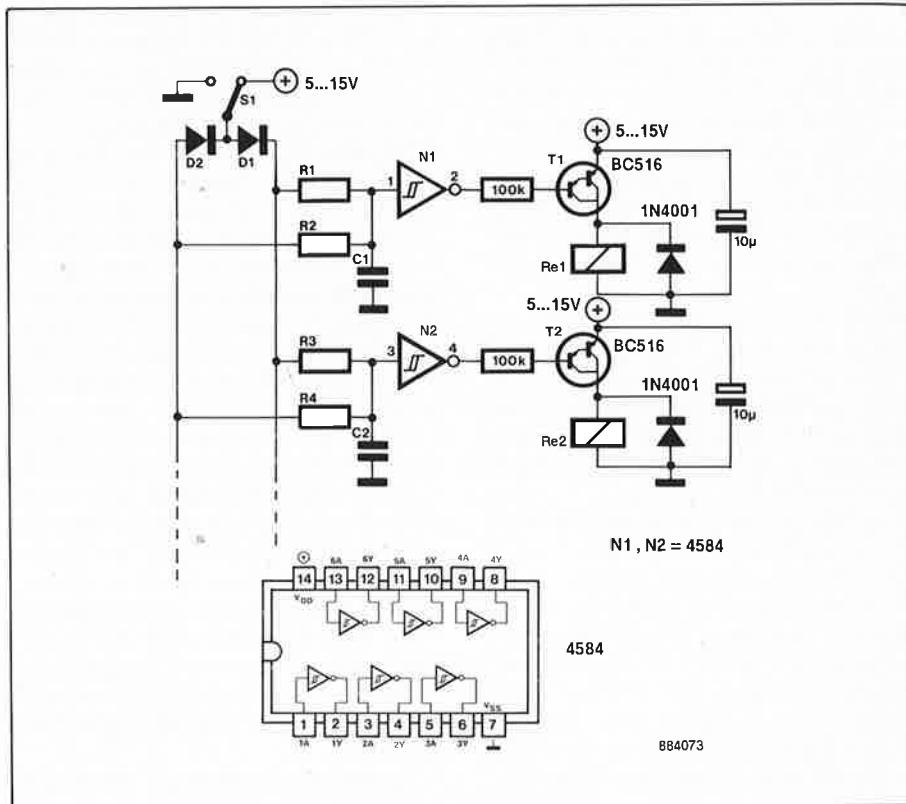 5...15V
S1
D2 D1
R1
N1
1 2
100k
T1
5...15V
BC516
1N4001
10µ
R2
C1
Re1
5...15V
R3
N2
3 4
100k
T2
BC516
1N4001
10µ
R4
C2
Re2
N1, N2 = 4584
6A 6Y 5A 5Y 4A 4Y
14 13 12 11 10 9 8
VDD
4584
VSS
1 2 3 4 5 6 7
1A 1Y 2A 2Y 3A 3Y
884073